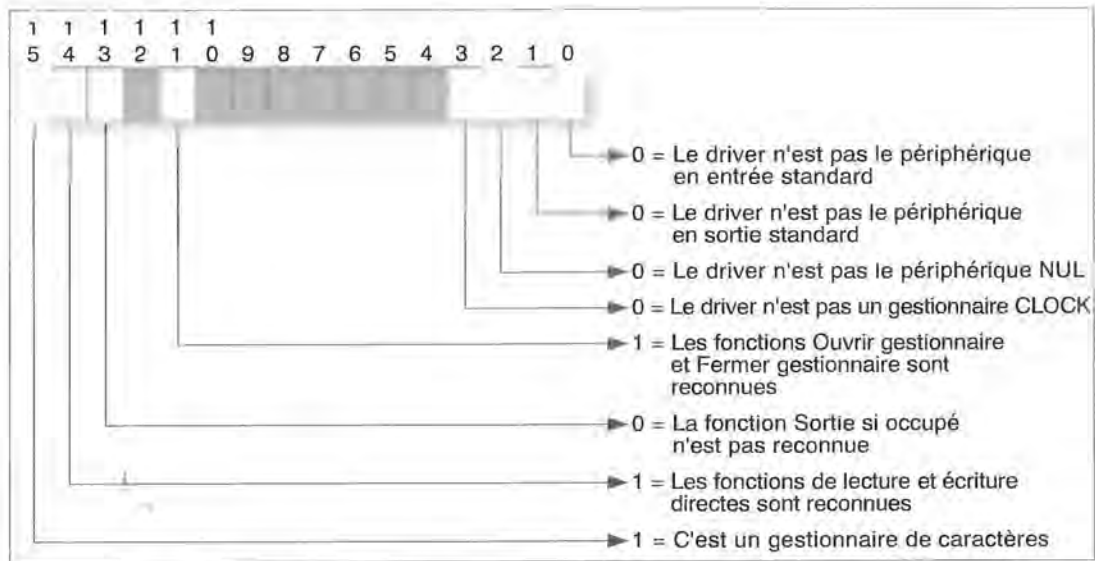 1 1 1 1 1 1
5 4 3 2 1 0 9 8 7 6 5 4 3 2 1 0
0 = Le driver n'est pas le périphérique
en entrée standard
0 = Le driver n'est pas le périphérique
en sortie standard
0 = Le driver n'est pas le périphérique NUL
0 = Le driver n'est pas un gestionnaire CLOCK
1 = Les fonctions Ouvrir gestionnaire
et Fermer gestionnaire sont
reconnues
0 = La fonction Sortie si occupé
n'est pas reconnue
1 = Les fonctions de lecture et écriture
directes sont reconnues
1 = C'est un gestionnaire de caractères